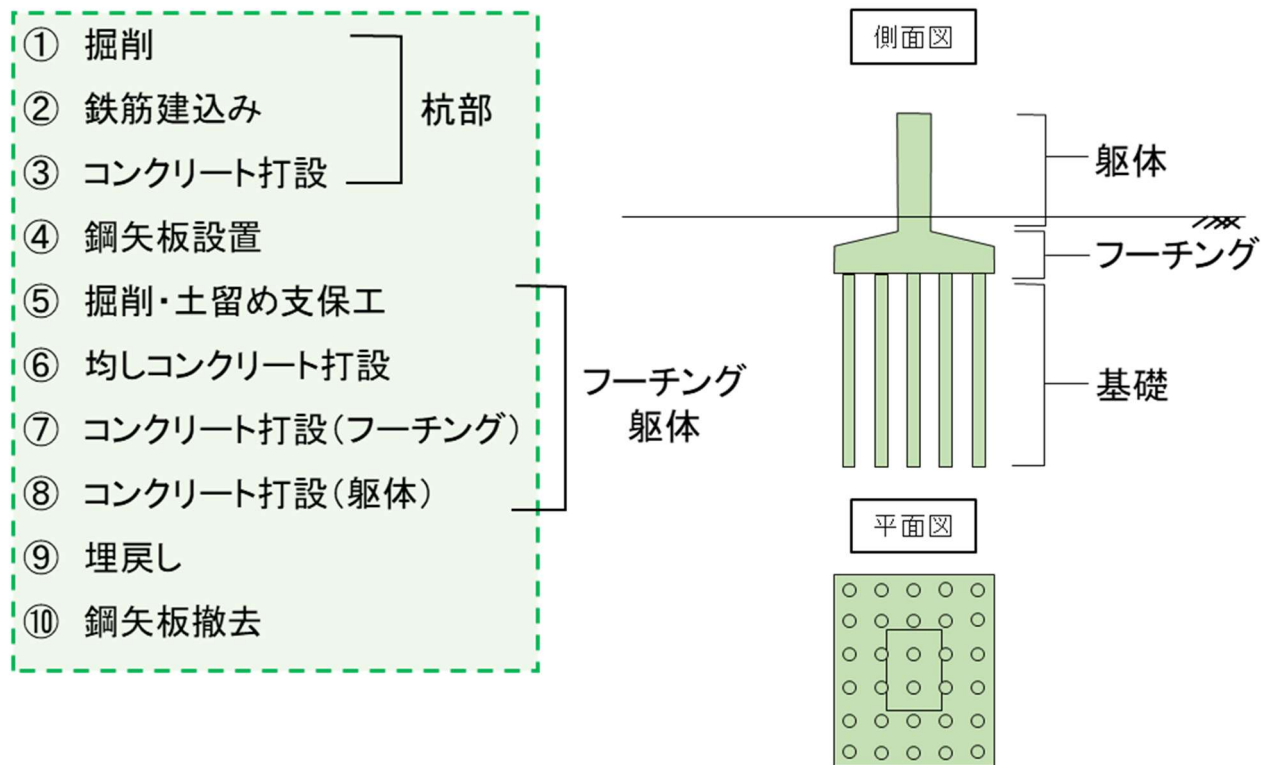 ① 掘削
② 鉄筋建込み
③ コンクリート打設
杭部
④ 鋼矢板設置
⑤ 掘削・土留め支保工
⑥ 均しコンクリート打設
⑦ コンクリート打設(フーチング)
⑧ コンクリート打設(躯体)
フーチング
躯体
⑨ 埋戻し
⑩ 鋼矢板撤去
側面図
躯体
フーチング
基礎
平面図